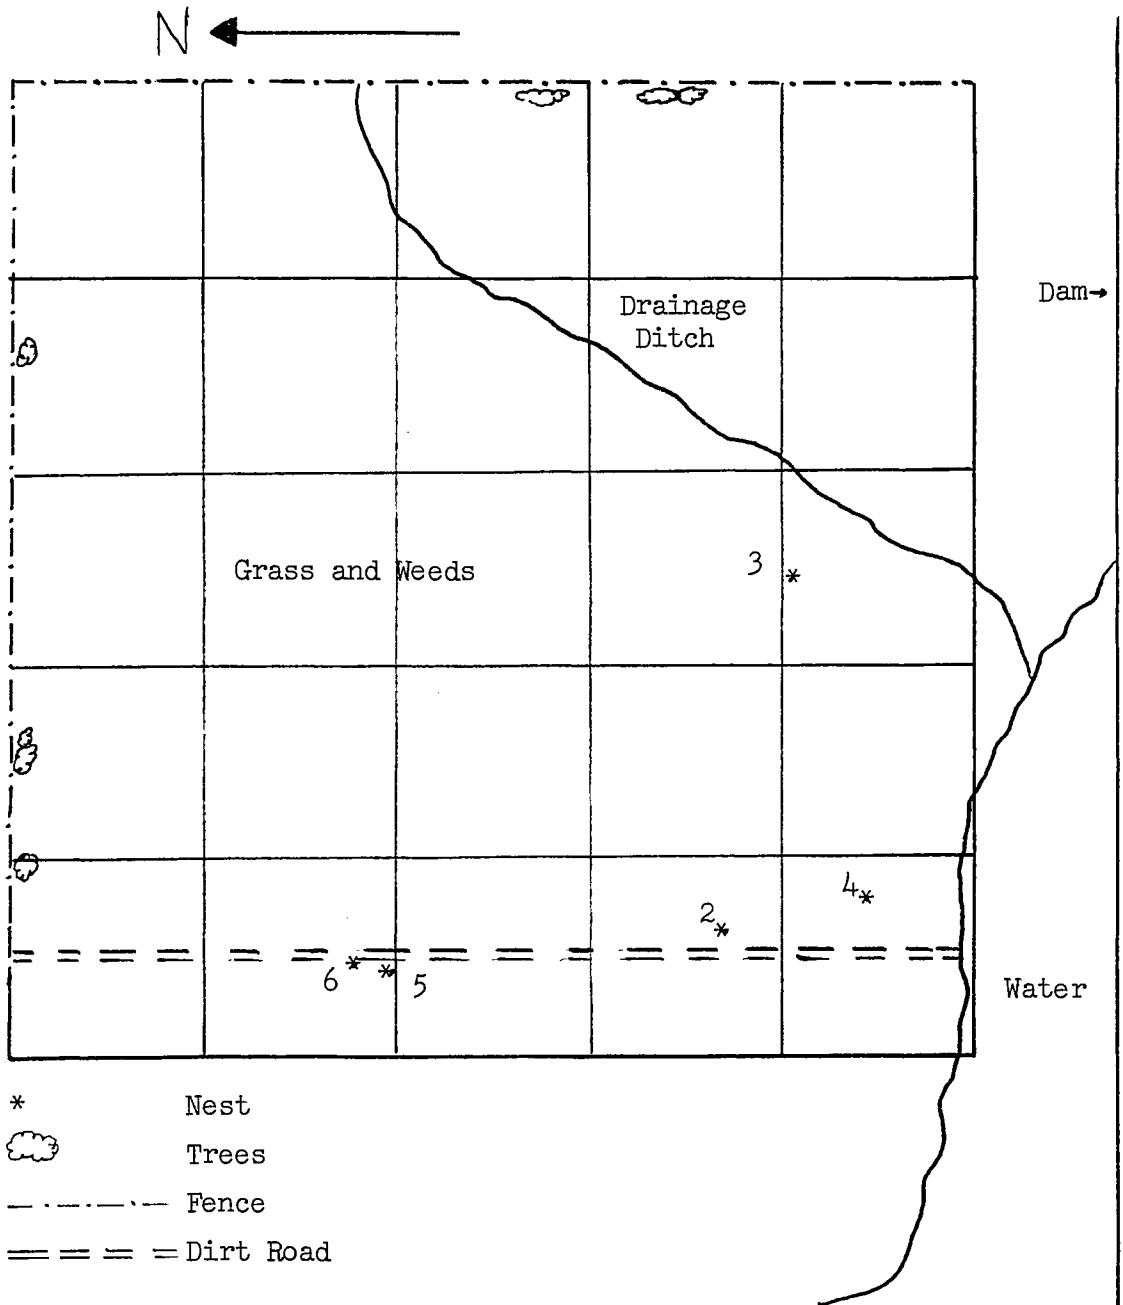 N
Drainage
Ditch
Dam
Grass and Weeds
3
4
2
6
5
Water
* Nest
Trees
Fence
Dirt Road